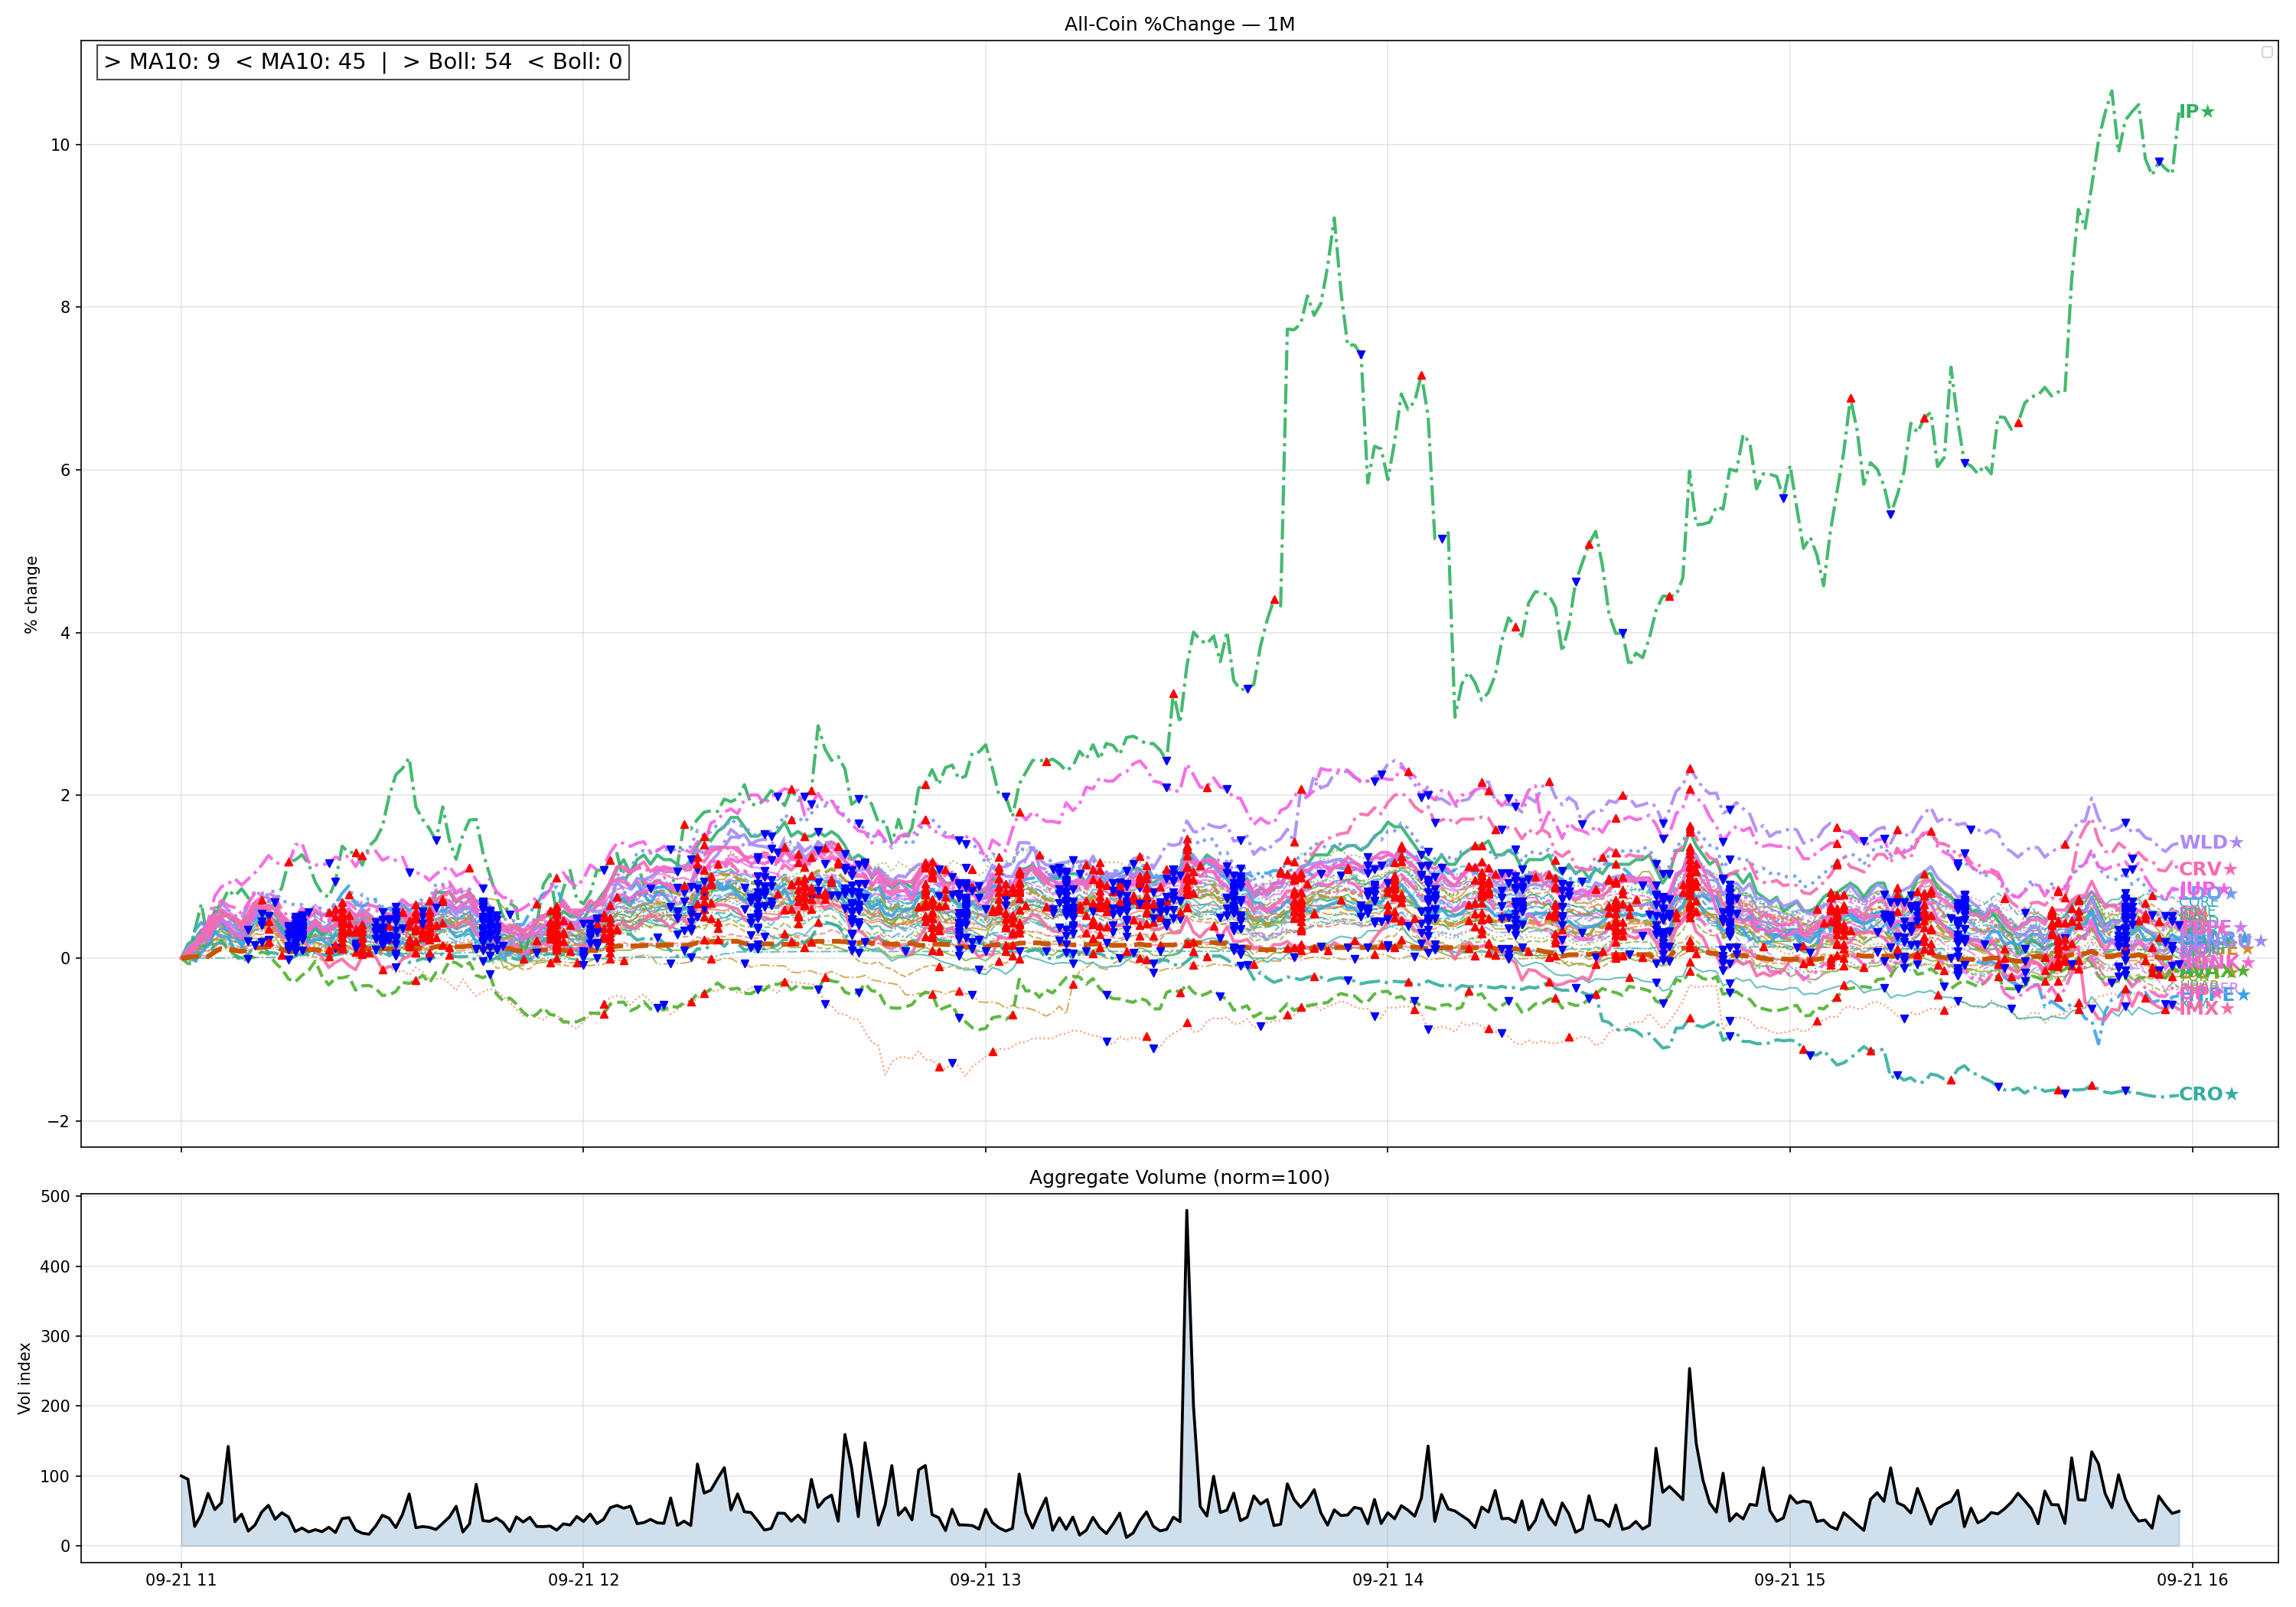 All-Coin %Change — 1M
> MA10: 9  < MA10: 45  |  > Boll: 54  < Boll: 0
% change
10
8
6
4
2
0
−2
IP★
WLD★
CRV★
JUP★
IMX★
CRO★
Aggregate Volume (norm=100)
Vol index
500
400
300
200
100
0
09-21 11
09-21 12
09-21 13
09-21 14
09-21 15
09-21 16